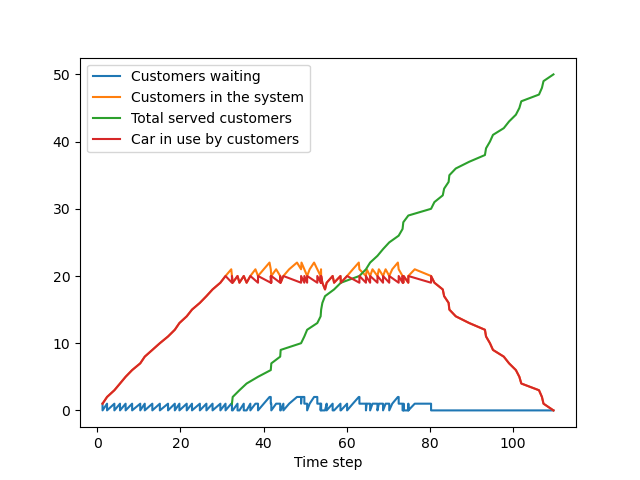 Customers waiting
Customers in the system
Total served customers
Car in use by customers
50
40
30
20
10
0
0 20 40 60 80 100
Time step